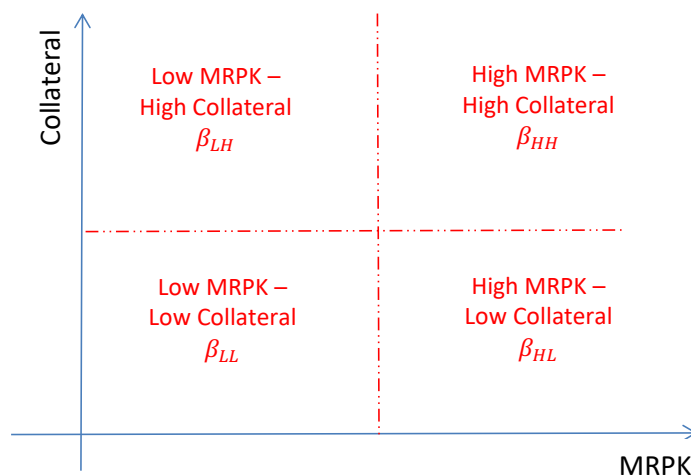 Collateral
Low MRPK –
High Collateral
β_LH
High MRPK –
High Collateral
β_HH
Low MRPK –
Low Collateral
β_LL
High MRPK –
Low Collateral
β_HL
MRPK